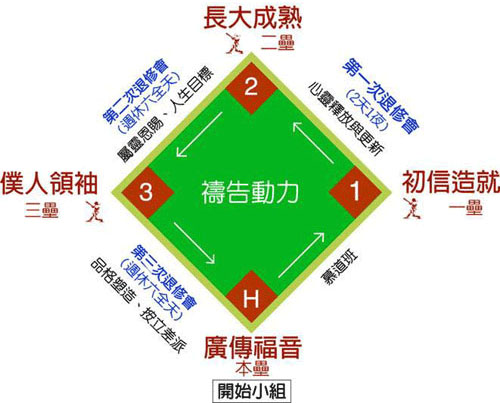 長大成熟
二壘
第二次退修會
(週休六全天)
屬靈恩賜、人生目標
第一次退修會
(2天1夜)
心靈釋放與更新
2
僕人領袖
三壘
3
禱告動力
1
初信造就
一壘
第三次退修會
(週休六全天)
品格塑造、按立差派
慕道班
H
廣傳福音
本壘
開始小組